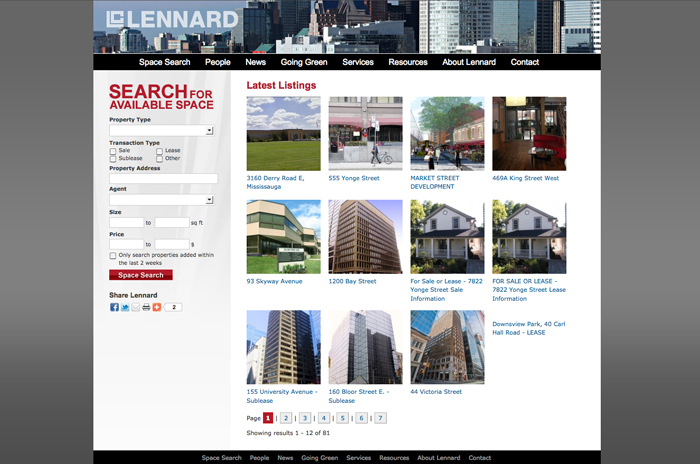 LENNARD
Space Search People News Going Green Services Resources About Lennard Contact
SEARCH FOR
AVAILABLE SPACE
Property Type
Transaction Type
Sale Lease
Sublease Other
Property Address
Agent
Size
to sq ft
Price
to $
Only search properties added within
the last 2 weeks
Space Search
Share Lennard
2
Latest Listings
3160 Derry Road E,
Mississauga
555 Yonge Street
MARKET STREET
DEVELOPMENT
469A King Street West
93 Skyway Avenue
1200 Bay Street
For Sale or Lease - 7822
Yonge Street Sale
Information
FOR SALE OR LEASE -
7822 Yonge Street Lease
Information
155 University Avenue -
Sublease
160 Bloor Street E. -
Sublease
44 Victoria Street
Downsview Park, 40 Carl
Hall Road - LEASE
Page 1 | 2 | 3 | 4 | 5 | 6 | 7
Showing results 1 - 12 of 81
Space Search People News Going Green Services Resources About Lennard Contact